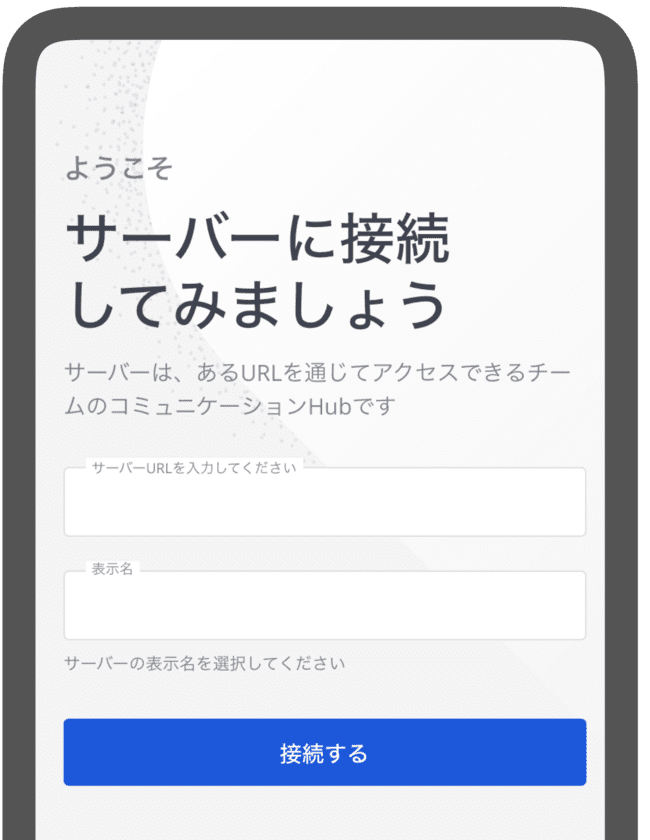 ようこそ
サーバーに接続
してみましょう
サーバーは、あるURLを通じてアクセスできるチー
ムのコミュニケーションHubです
サーバーURLを入力してください
表示名
サーバーの表示名を選択してください
接続する